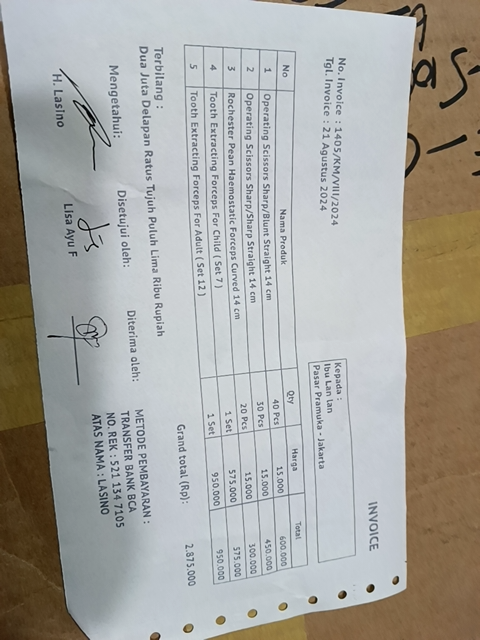 INVOICE
No. Invoice : 1405/KM/VIII/2024
Tgl. Invoice : 21 Agustus 2024
Kepada :
Ibu Lan lan
Pasar Pramuka - Jakarta
No Nama Produk Qty Harga Total
1 Operating Scissors Sharp/Blunt Straight 14 cm 40 Pcs 15.000 600.000
2 Operating Scissors Sharp/Sharp Straight 14 cm 30 Pcs 15.000 450.000
3 Rochester Pean Haemostatic Forceps Curved 14 cm 20 Pcs 15.000 300.000
4 Tooth Extracting Forceps For Child ( Set 7 ) 1 Set 575.000 575.000
5 Tooth Extracting Forceps For Adult ( Set 12 ) 1 Set 950.000 950.000
Grand total (Rp): 2.875.000
Terbilang :
Dua Juta Delapan Ratus Tujuh Puluh Lima Ribu Rupiah
Mengetahui: Disetujui oleh: Diterima oleh:
H. Lasino Lisa Ayu F
METODE PEMBAYARAN :
TRANSFER BANK BCA
NO. REK : 521 134 7105
ATAS NAMA : LASINO